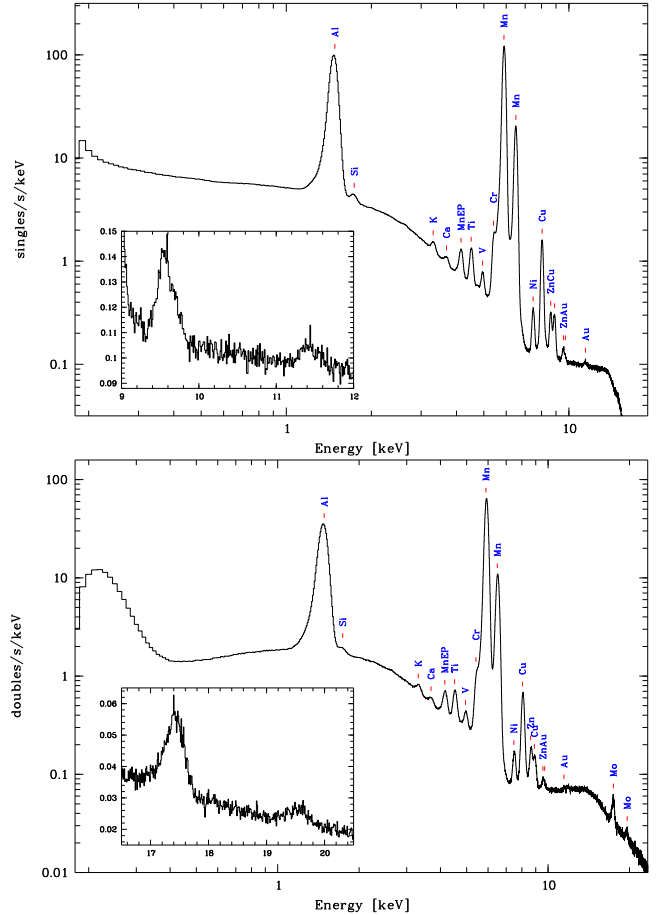 Mn
Al
100
Mn
10
Si
Cr
Cu
K
Ca
MnEP
Ti
V
singles/s/keV
1
Ni
ZnCu
ZnAu
Au
0.1
0.15
0.14
0.13
0.12
0.11
0.10
0.09
9 10 11 12
1 10
Energy [keV]
100
Mn
Al
Mn
10
Si
Cr
K
Ca
MnEP
Ti
V
Cu
doubles/s/keV
1
Ni
Zn
Cu
ZnAu
Au
Mo
Mo
0.1
0.01
0.06
0.05
0.04
0.03
0.02
17 18 19 20
1 10
Energy [keV]